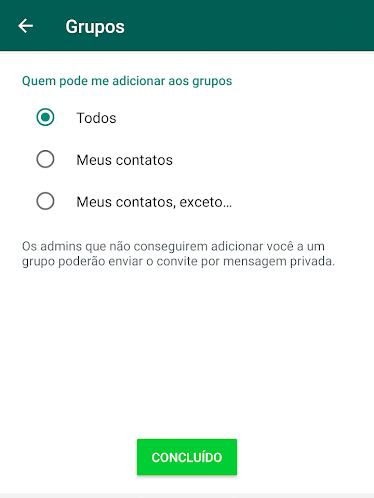 Grupos
Quem pode me adicionar aos grupos
Todos
Meus contatos
Meus contatos, exceto...
Os admins que não conseguirem adicionar você a um
grupo poderão enviar o convite por mensagem privada.
CONCLUÍDO